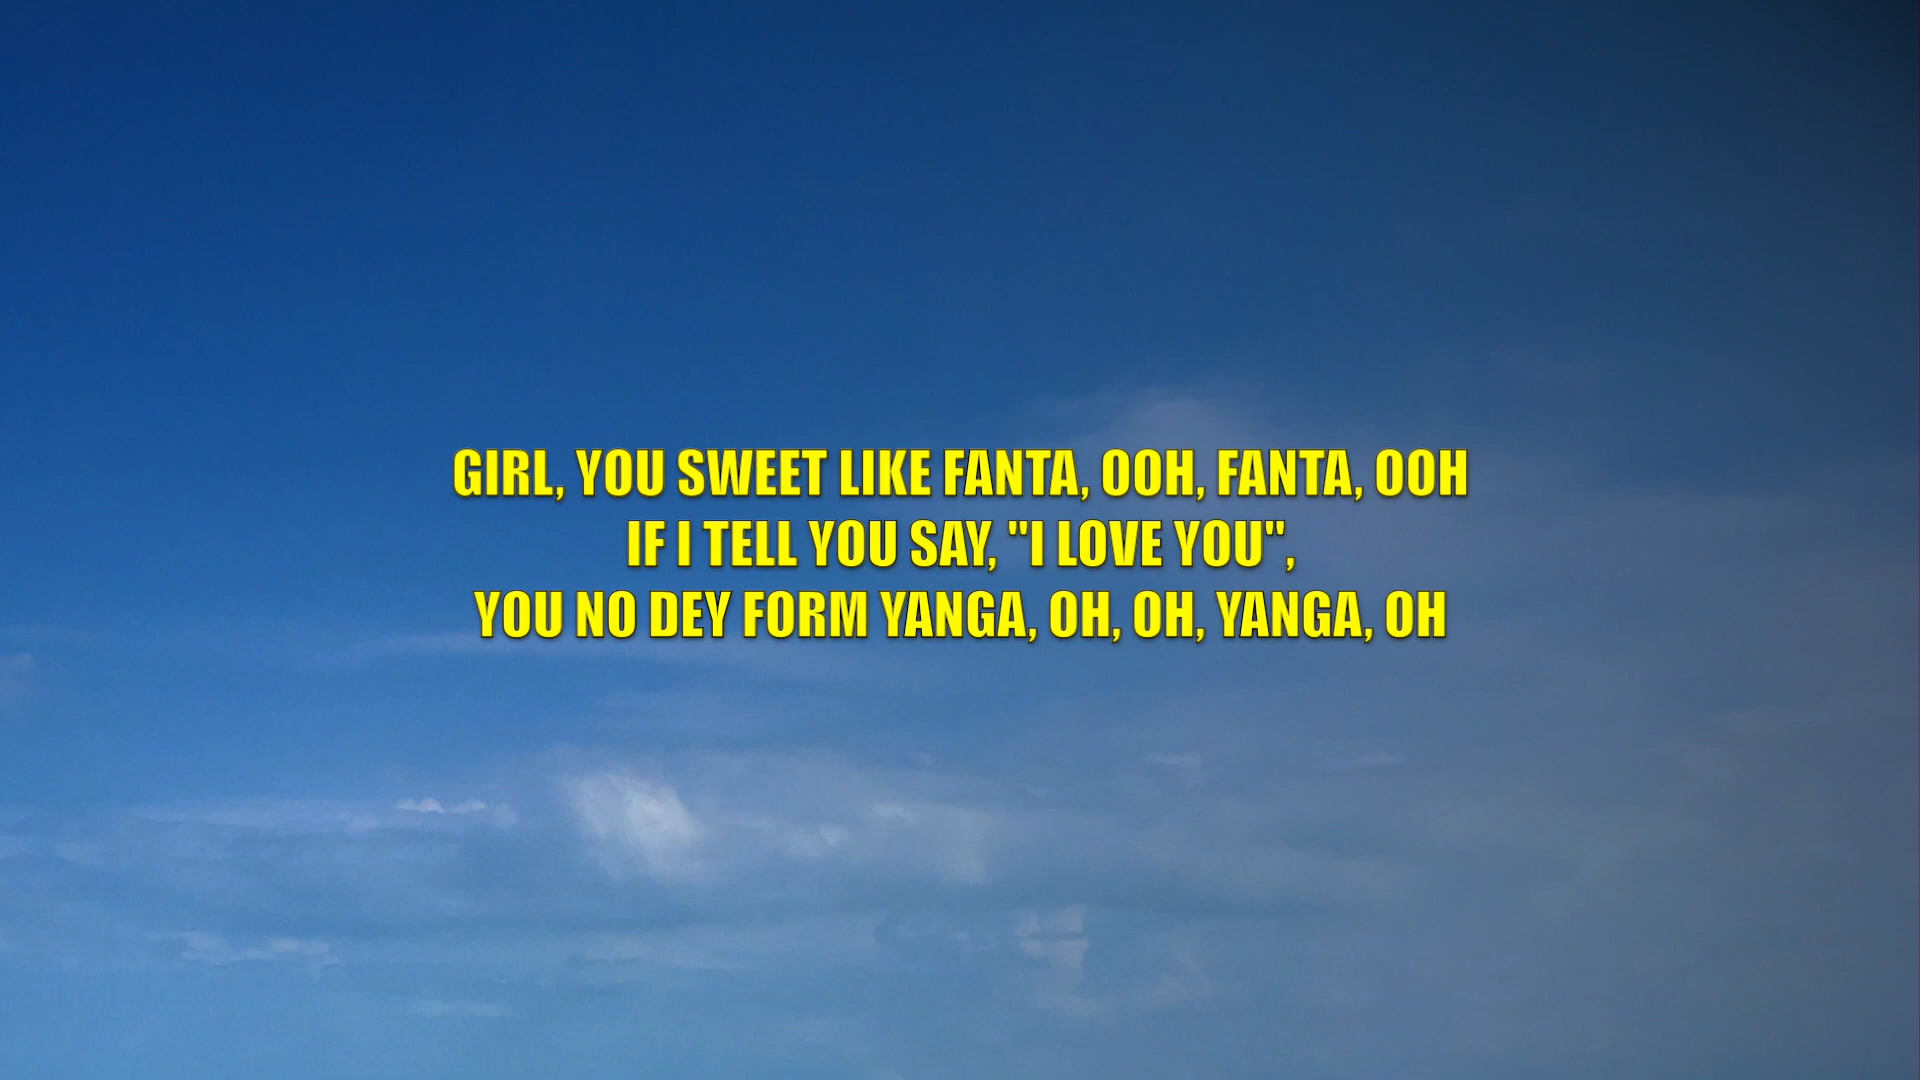 GIRL, YOU SWEET LIKE FANTA, OOH, FANTA, OOH
IF I TELL YOU SAY, "I LOVE YOU",
YOU NO DEY FORM YANGA, OH, OH, YANGA, OH